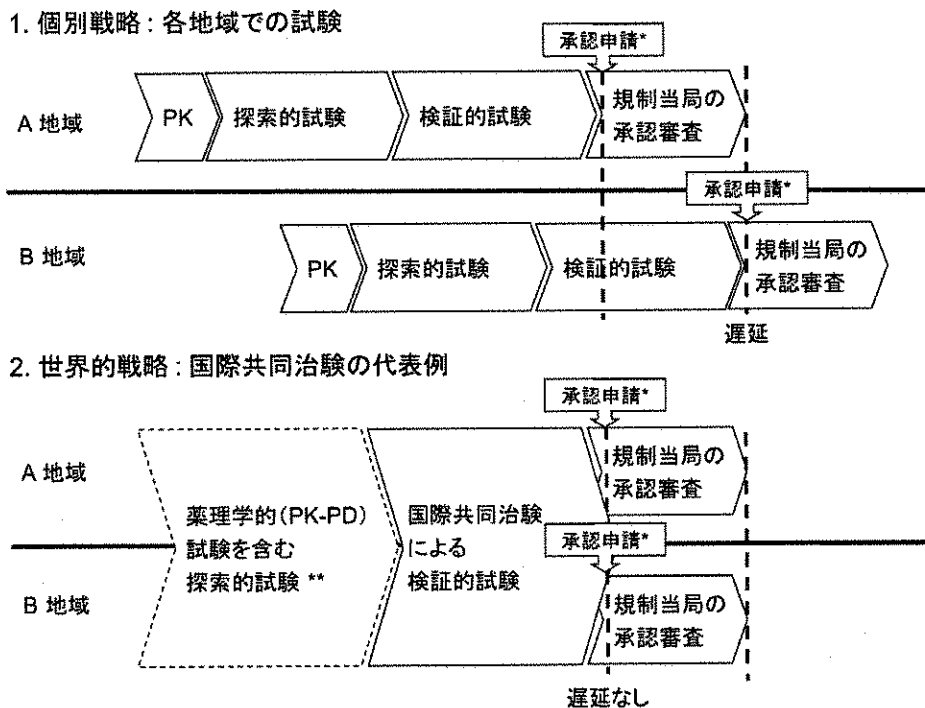 1. 個別戦略 : 各地域での試験
承認申請*
A 地域
PK
探索的試験
検証的試験
規制当局の
承認審査
承認申請*
B 地域
PK
探索的試験
検証的試験
規制当局の
承認審査
遅延
2. 世界的戦略 : 国際共同治験の代表例
承認申請*
A 地域
規制当局の
承認審査
薬理学的(PK-PD)
試験を含む
探索的試験 **
国際共同治験
による
検証的試験
承認申請*
B 地域
規制当局の
承認審査
遅延なし